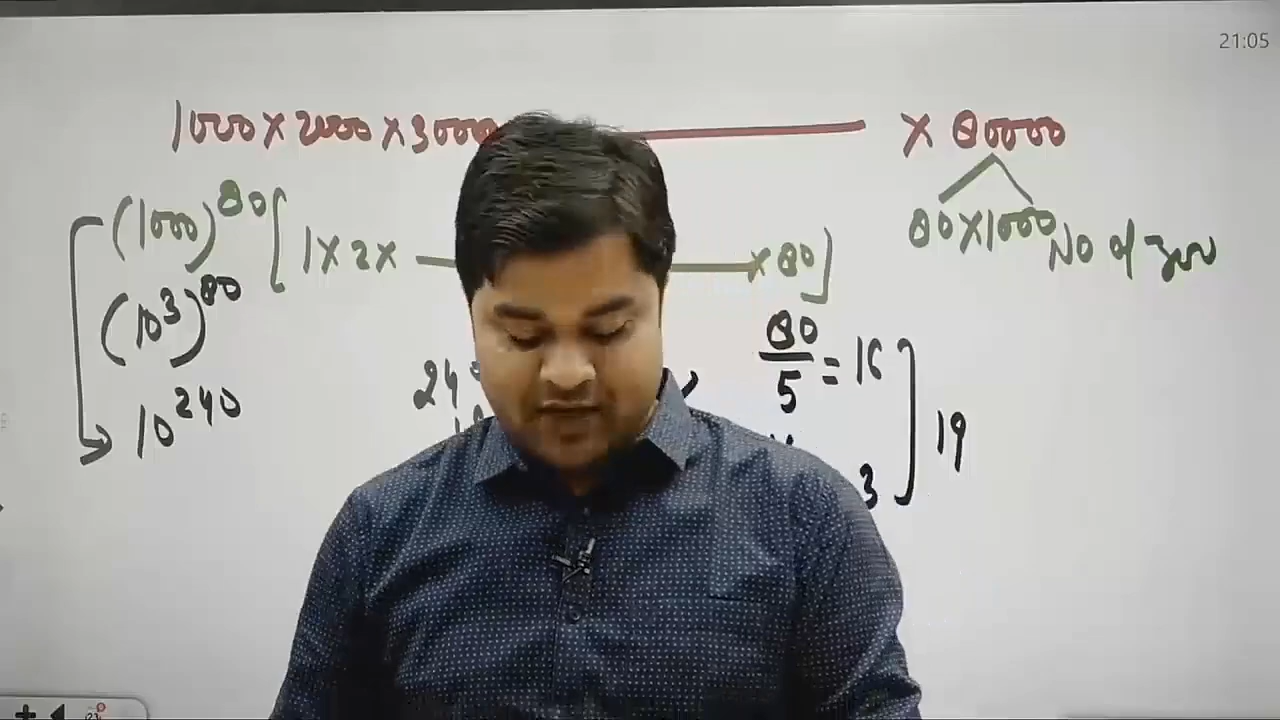 21:05
1000 X 2000 X 3000 ——— X 80000
80 X 1000
No of zero
(1000)^80 [1 X 2 X ——— X 80]
(10^3)^80
10^240
24
80/5 = 16
3
19